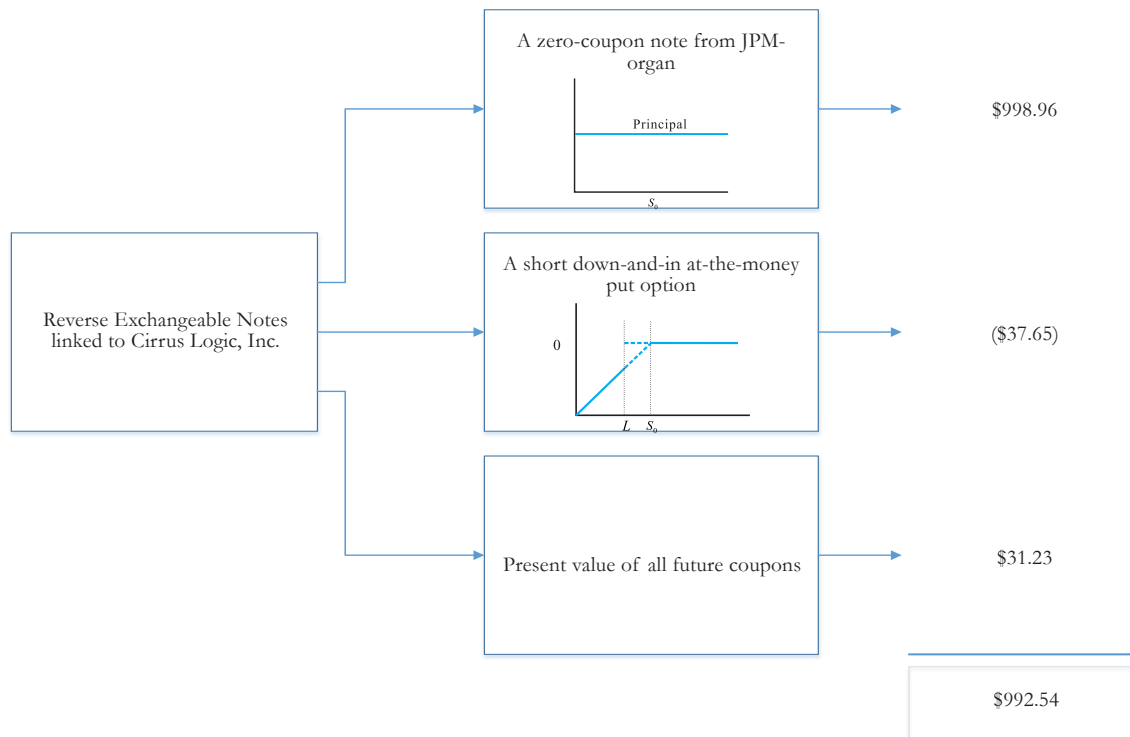 A zero-coupon note from JPM-
organ
Principal
S₀
$998.96
Reverse Exchangeable Notes
linked to Cirrus Logic, Inc.
A short down-and-in at-the-money
put option
0
L S₀
($37.65)
Present value of all future coupons
$31.23
$992.54